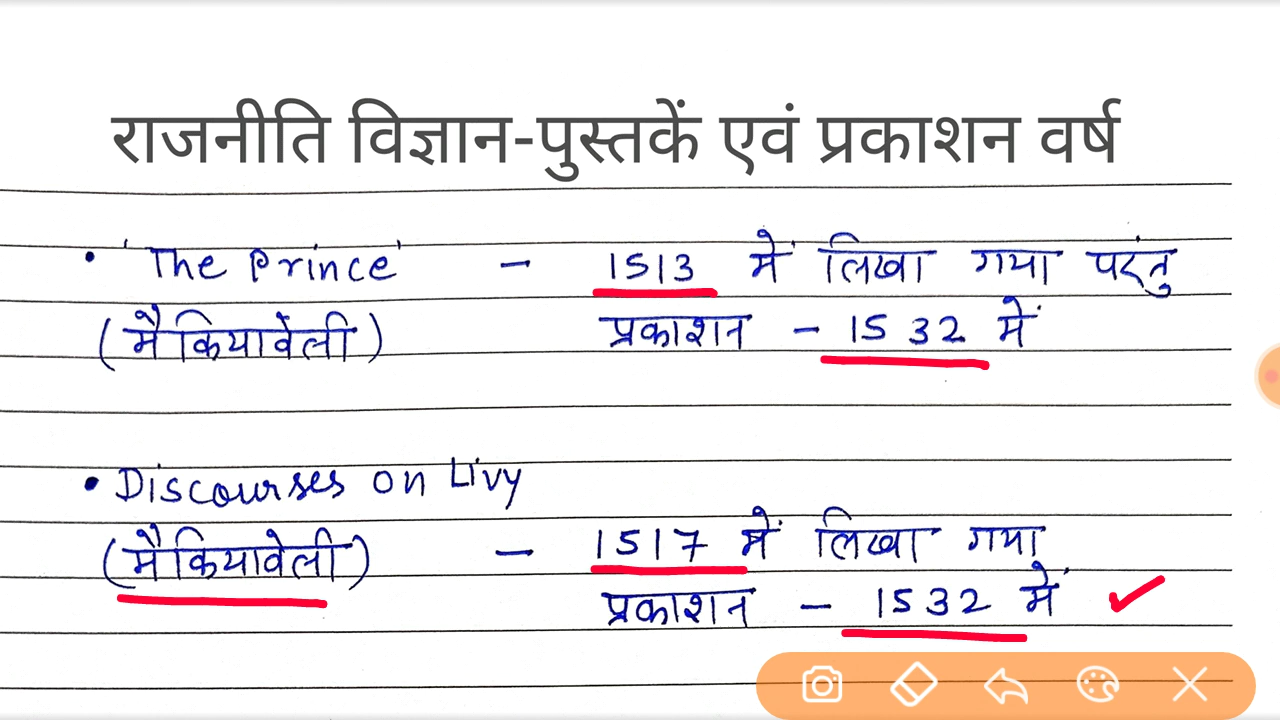 राजनीति विज्ञान-पुस्तकें एवं प्रकाशन वर्ष
• 'The Prince' – 1513 में लिखा गया परंतु
(मैकियावेली) प्रकाशन – 1532 में
• Discourses on Livy
(मैकियावेली) – 1517 में लिखा गया
प्रकाशन – 1532 में